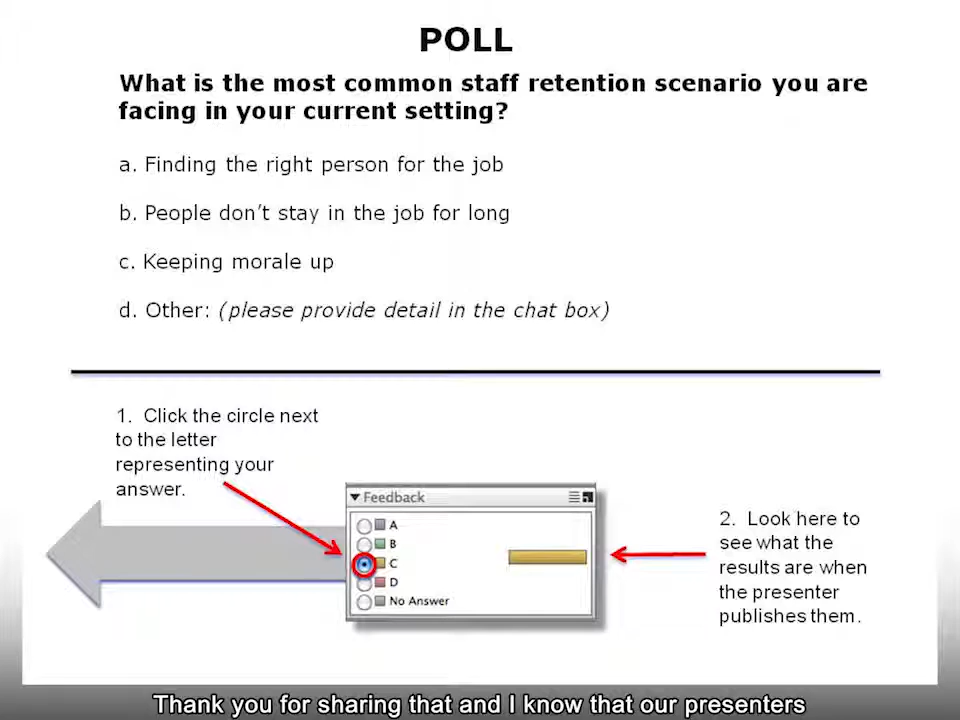 POLL
What is the most common staff retention scenario you are
facing in your current setting?
a. Finding the right person for the job
b. People don't stay in the job for long
c. Keeping morale up
d. Other: (please provide detail in the chat box)
1. Click the circle next
to the letter
representing your
answer.
Feedback
A
B
C
D
No Answer
2. Look here to
see what the
results are when
the presenter
publishes them.
Thank you for sharing that and I know that our presenters